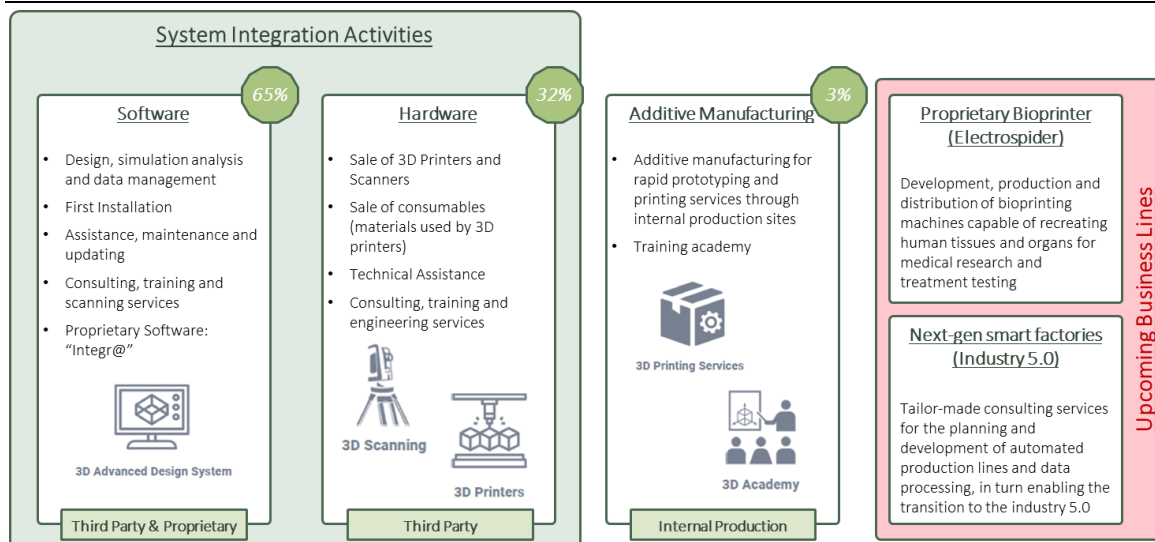 System Integration Activities
65%
Software
• Design, simulation analysis
and data management
• First Installation
• Assistance, maintenance and
updating
• Consulting, training and
scanning services
• Proprietary Software:
“Integr@”
3D Advanced Design System
Third Party & Proprietary
32%
Hardware
• Sale of 3D Printers and
Scanners
• Sale of consumables
(materials used by 3D
printers)
• Technical Assistance
• Consulting, training and
engineering services
3D Scanning
3D Printers
Third Party
3%
Additive Manufacturing
• Additive manufacturing for
rapid prototyping and
printing services through
internal production sites
• Training academy
3D Printing Services
3D Academy
Internal Production
Proprietary Bioprinter
(Electrospider)
Development, production and
distribution of bioprinting
machines capable of recreating
human tissues and organs for
medical research and
treatment testing
Next-gen smart factories
(Industry 5.0)
Tailor-made consulting services
for the planning and
development of automated
production lines and data
processing, in turn enabling the
transition to the industry 5.0
Upcoming Business Lines